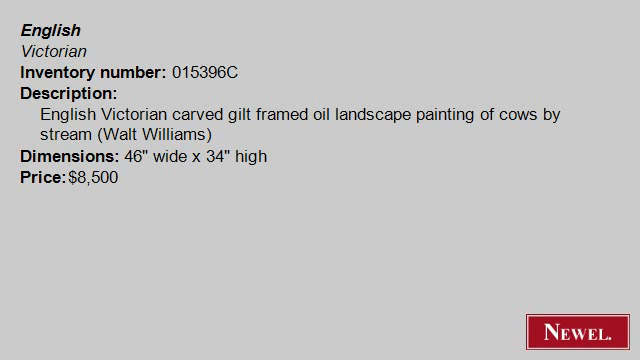 English
Victorian
Inventory number: 015396C
Description:
English Victorian carved gilt framed oil landscape painting of cows by
stream (Walt Williams)
Dimensions: 46" wide x 34" high
Price:$8,500
NEWEL.